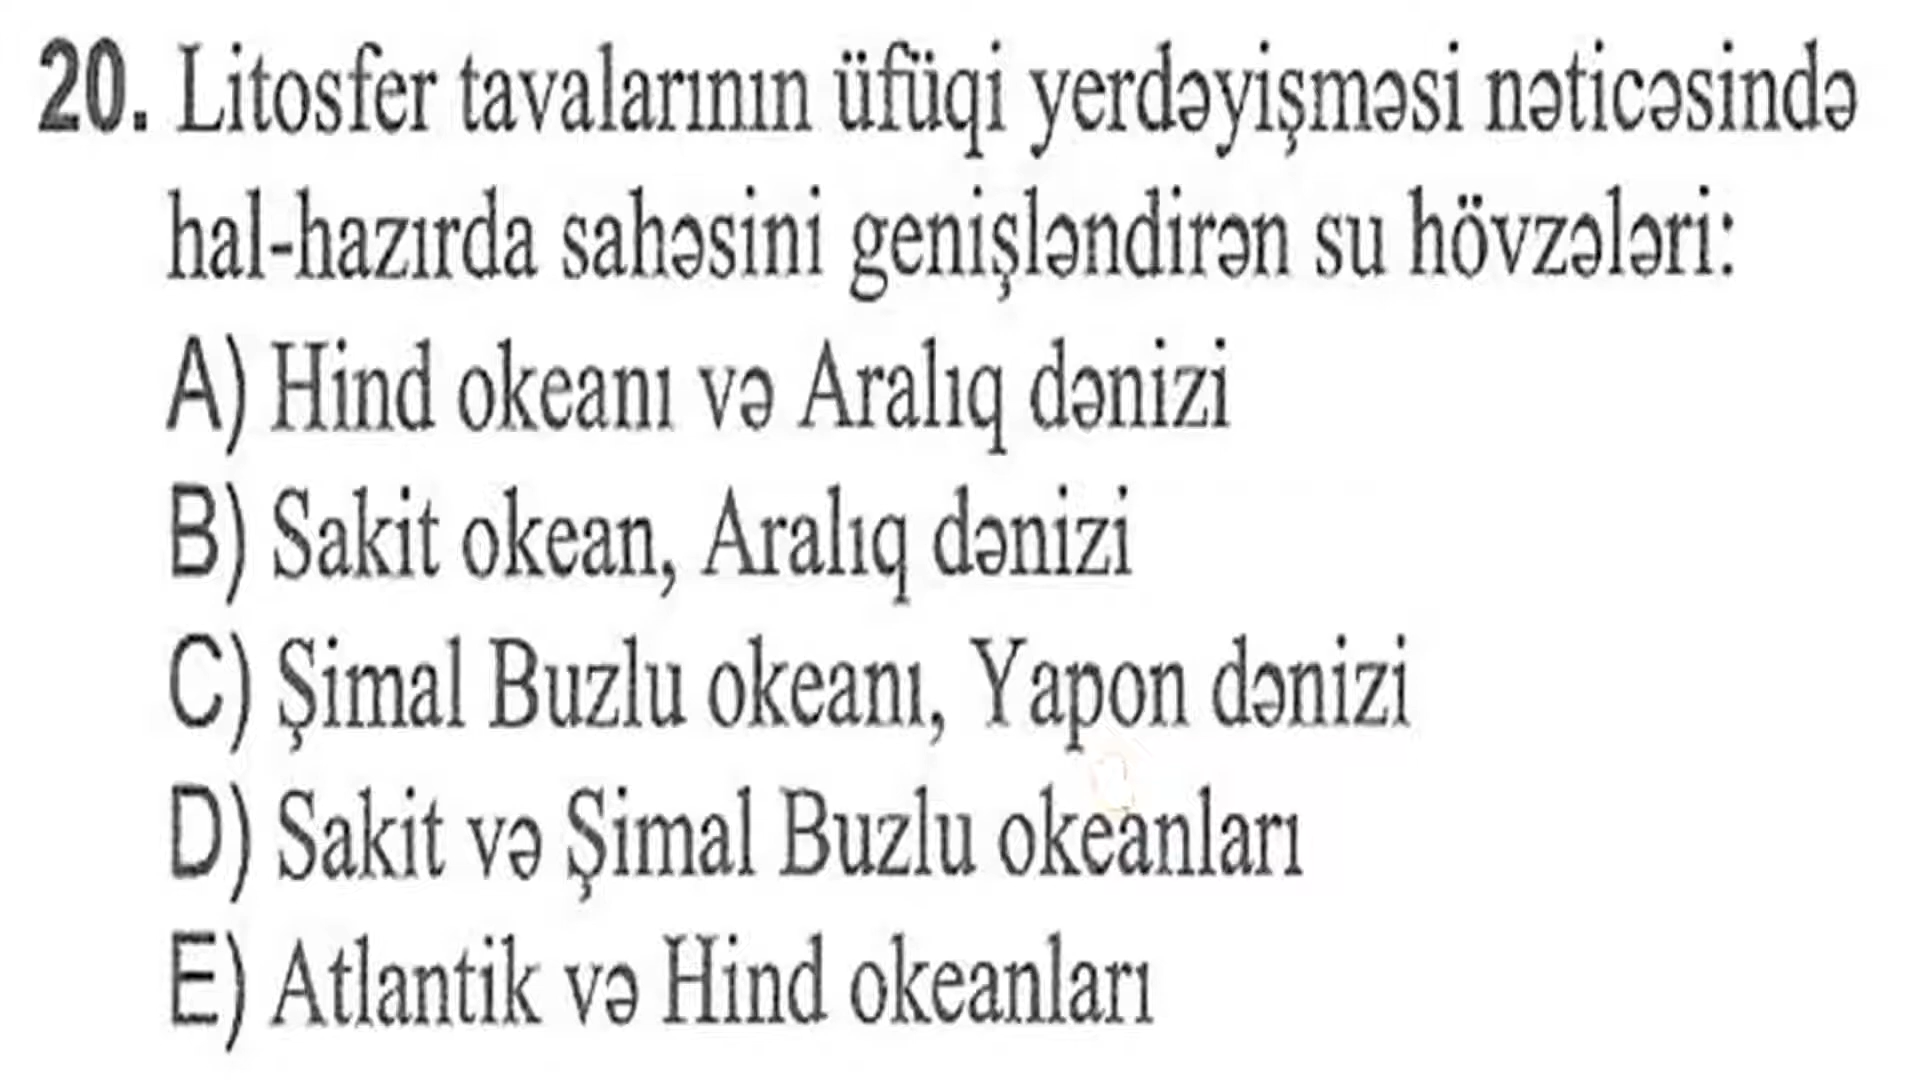 20. Litosfer tavalarının üfüqi yerdəyişməsi nəticəsində
hal-hazırda sahəsini genişləndirən su hövzələri:
A) Hind okeanı və Aralıq dənizi
B) Sakit okean, Aralıq dənizi
C) Şimal Buzlu okeanı, Yapon dənizi
D) Sakit və Şimal Buzlu okeanları
E) Atlantik və Hind okeanları